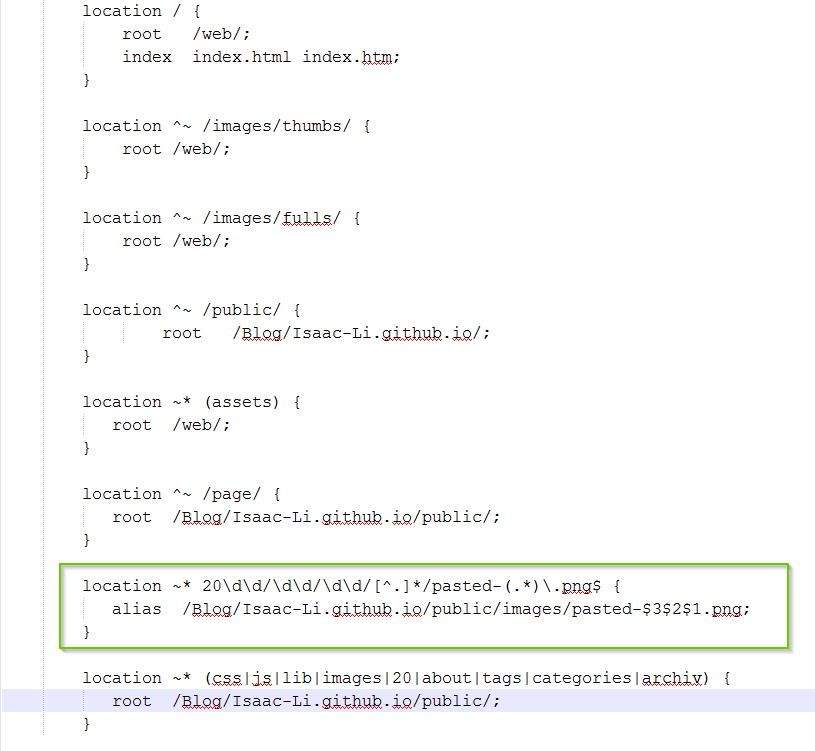 location / {
root /web/;
index index.html index.htm;
}
location ^~ /images/thumbs/ {
root /web/;
}
location ^~ /images/fulls/ {
root /web/;
}
location ^~ /public/ {
root /Blog/Isaac-Li.github.io/;
}
location ~* (assets) {
root /web/;
}
location ^~ /page/ {
root /Blog/Isaac-Li.github.io/public/;
}
location ~* 20\d\d/\d\d/\d\d/[^.]*/pasted-(.*)\.png$ {
alias /Blog/Isaac-Li.github.io/public/images/pasted-$3$2$1.png;
}
location ~* (css|js|lib|images|20|about|tags|categories|archiv) {
root /Blog/Isaac-Li.github.io/public/;
}